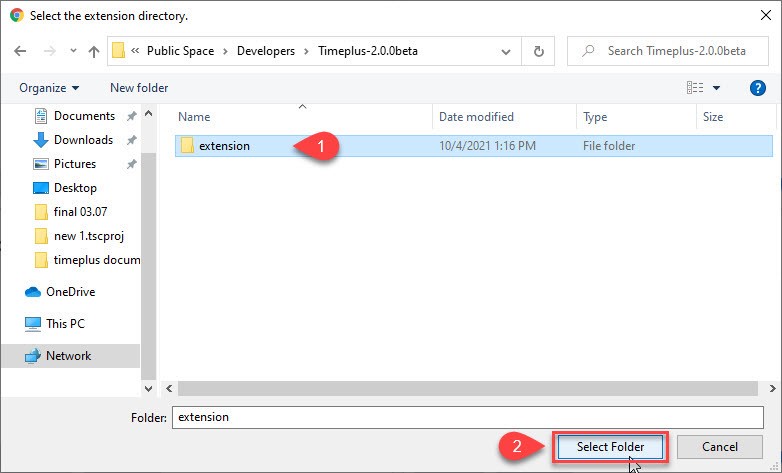 Select the extension directory.
« Public Space › Developers › Timeplus-2.0.0beta
Search Timeplus-2.0.0beta
Organize
New folder
?
Documents
Downloads
Pictures
Desktop
final 03.07
new 1.tscproj
timeplus docum
OneDrive
This PC
Network
Name Date modified Type Size
extension 1 10/4/2021 1:16 PM File folder
Folder: extension
2 Select Folder Cancel